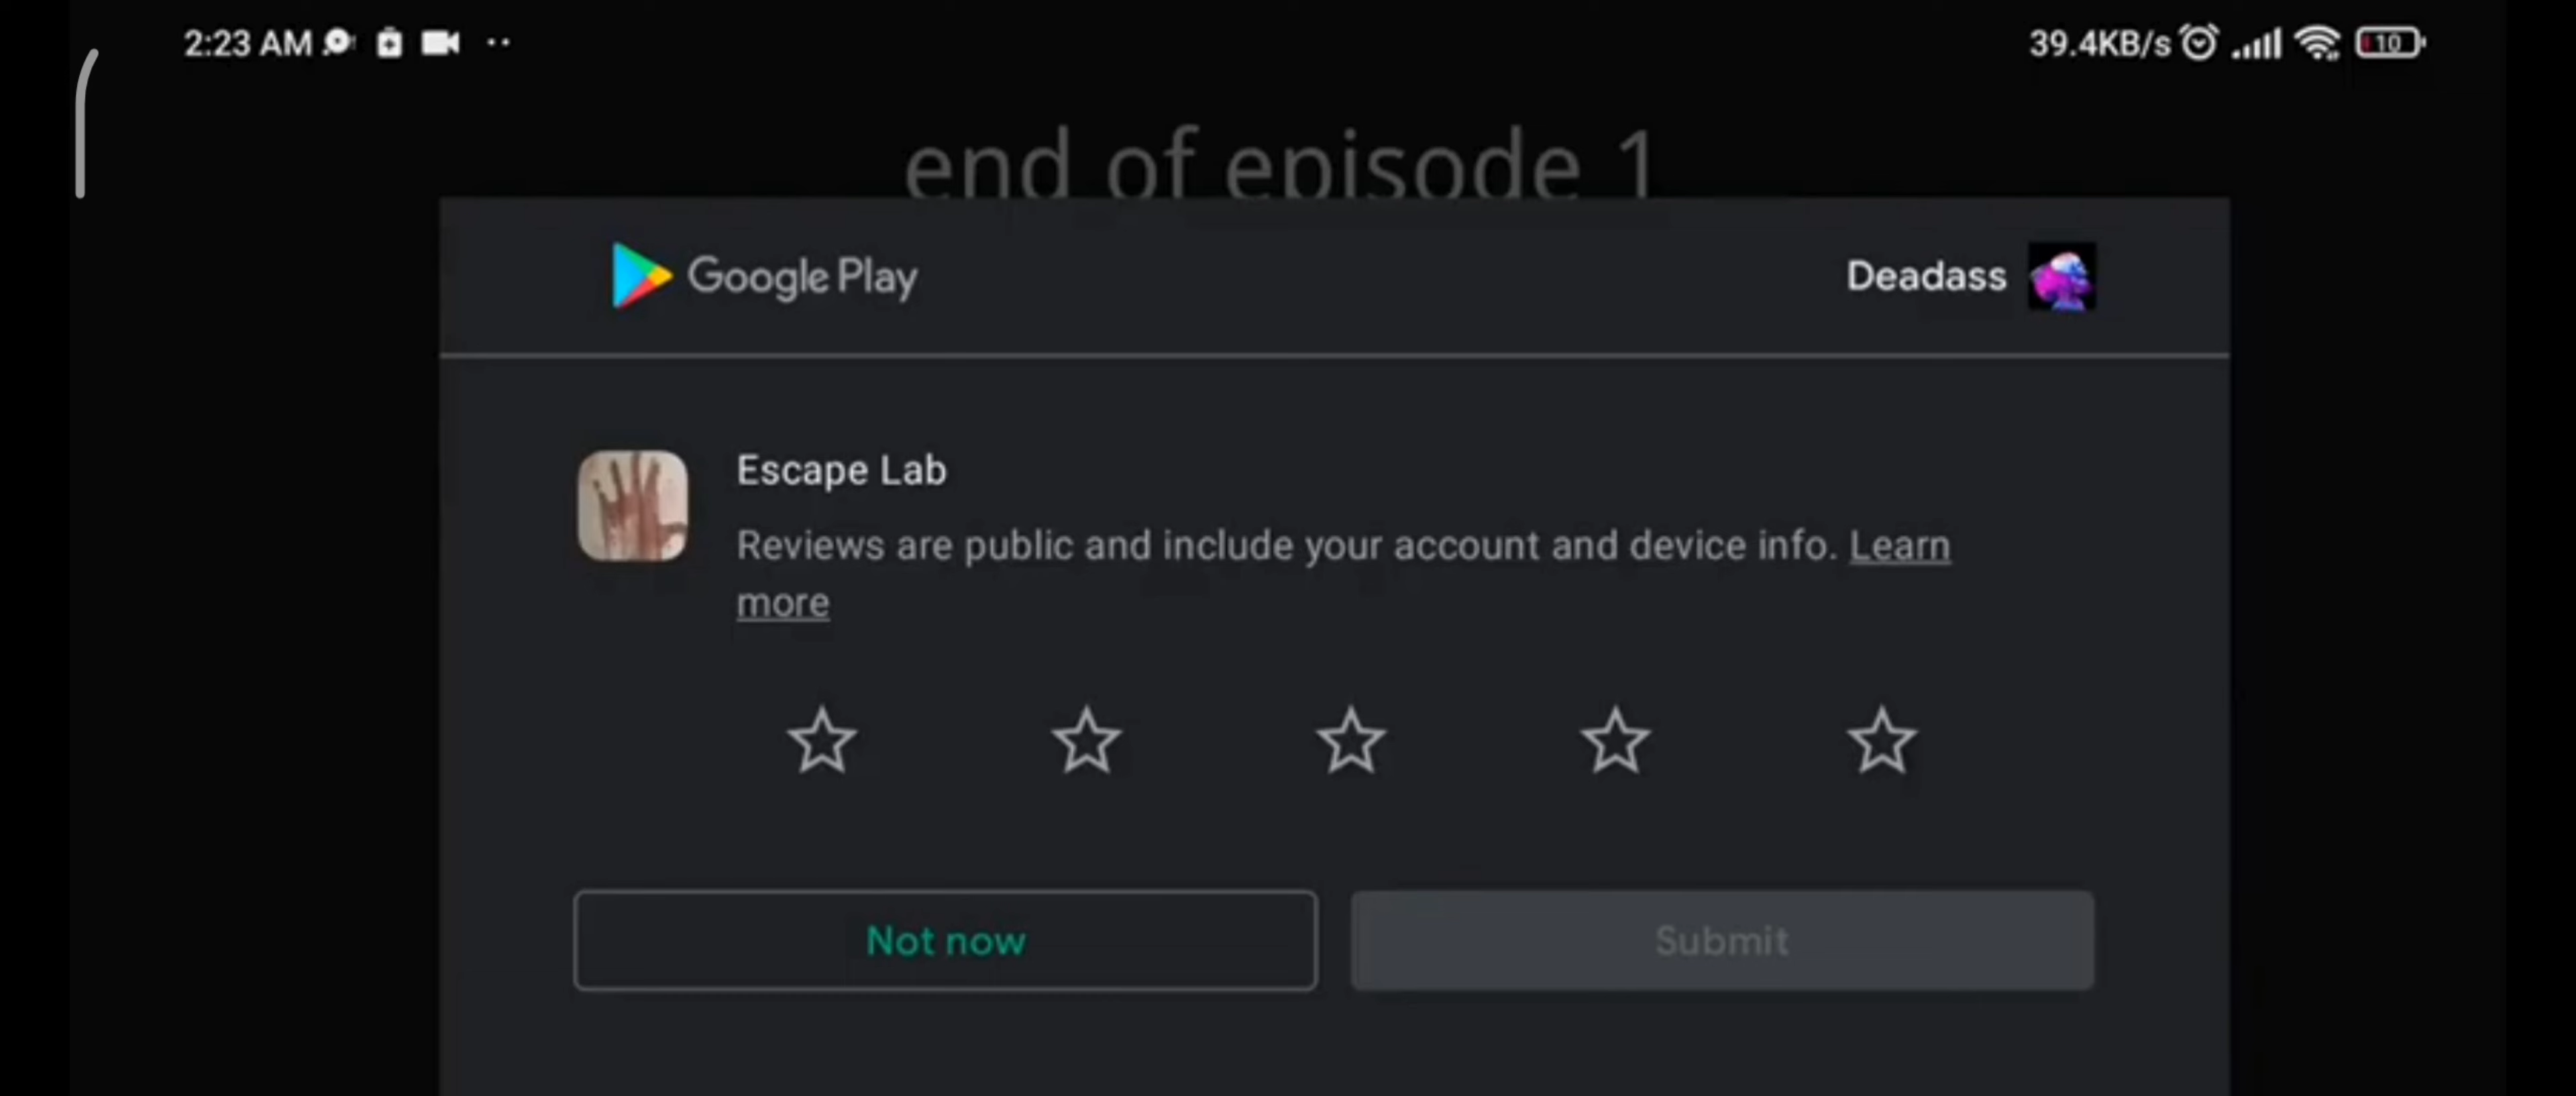 2:23 AM
39.4KB/s
10
end of episode 1
Google Play
Deadass
Escape Lab
Reviews are public and include your account and device info. Learn
more
Not now
Submit